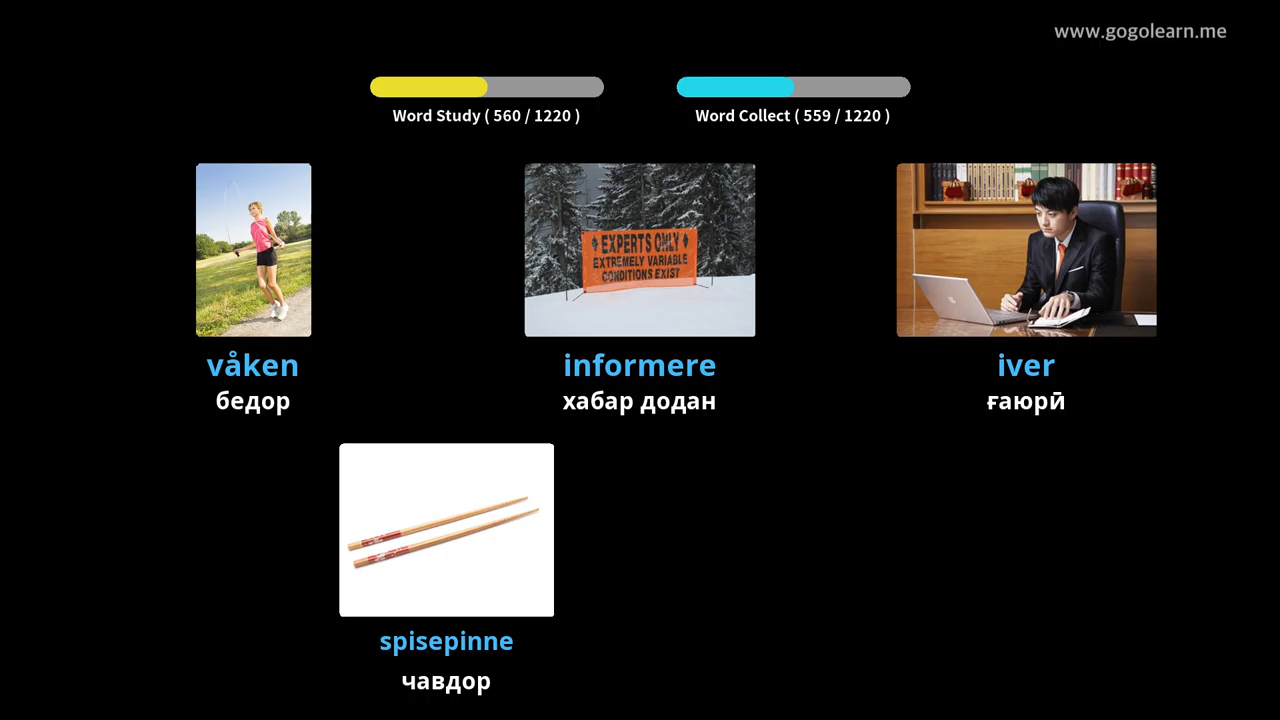 www.gogolearn.me
Word Study ( 560 / 1220 )
Word Collect ( 559 / 1220 )
EXPERTS ONLY
EXTREMELY VARIABLE
CONDITIONS EXIST
våken
informere
iver
бедор
хабар додан
ғаюрӣ
spisepinne
чавдор